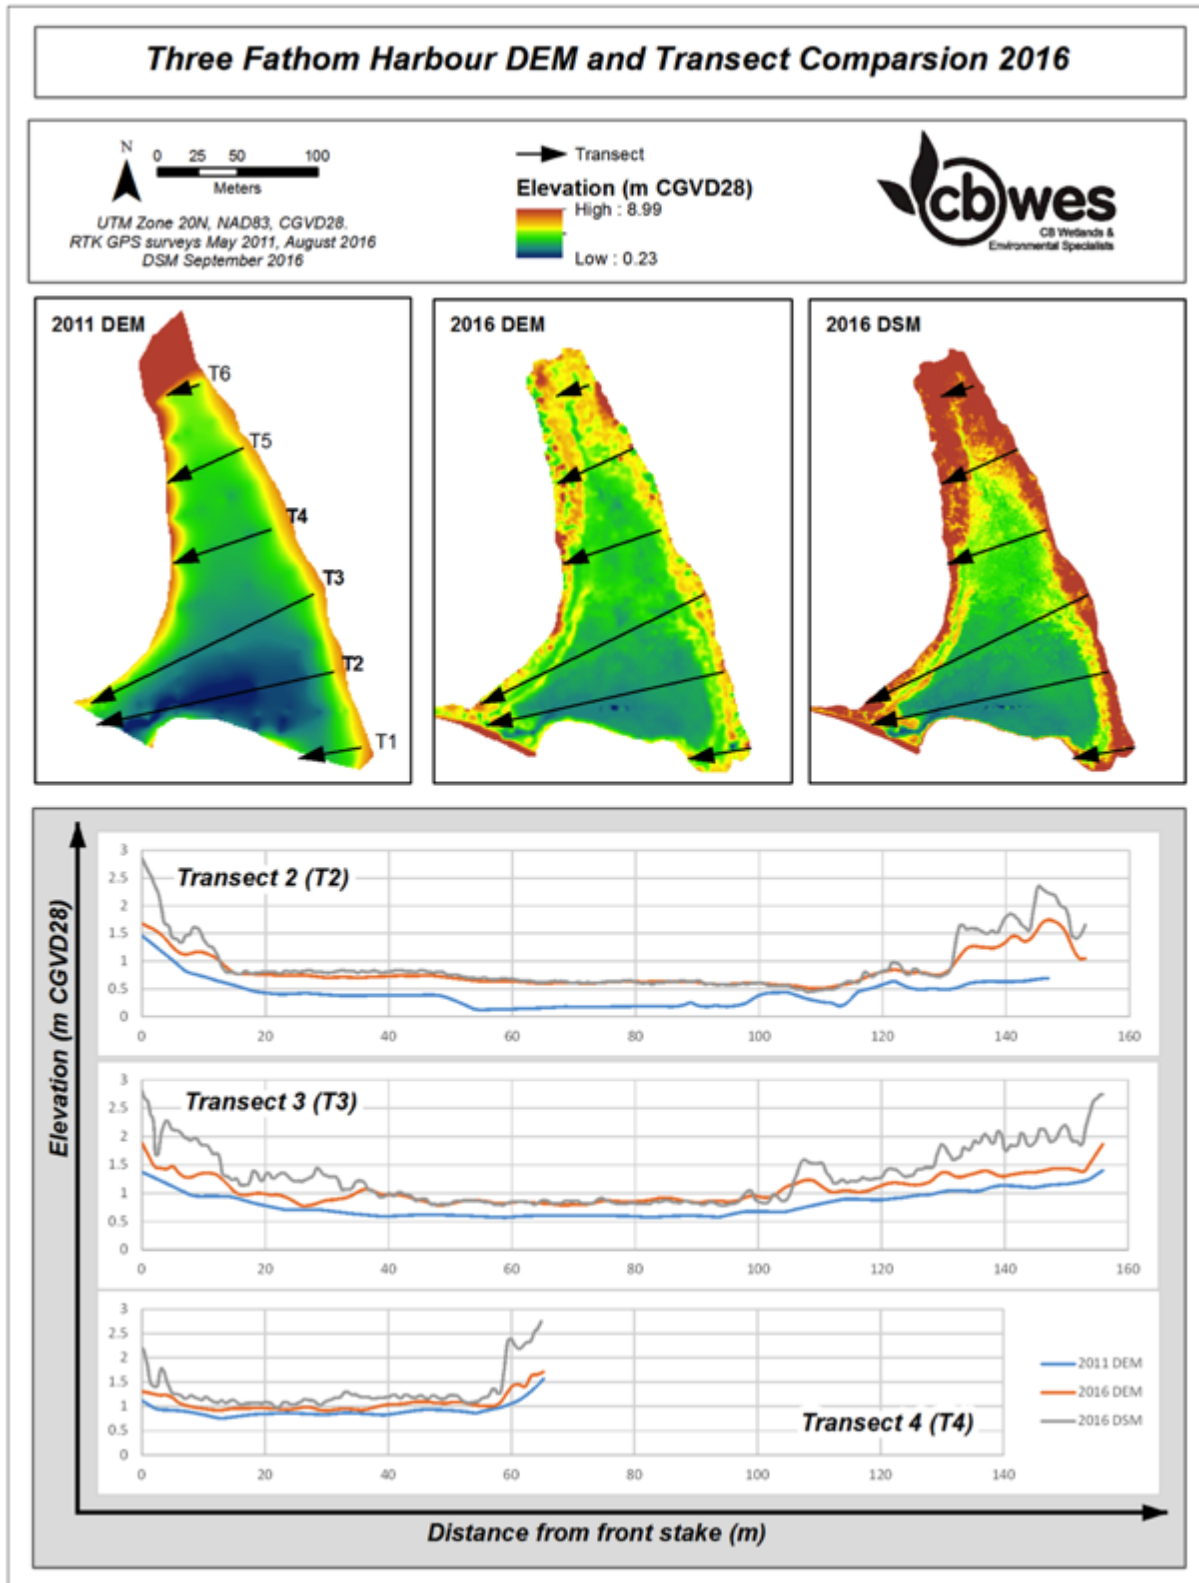 Three Fathom Harbour DEM and Transect Comparsion 2016
N
0 25 50 100
Meters
UTM Zone 20N, NAD83, CGVD28.
RTK GPS surveys May 2011, August 2016
DSM September 2016
Transect
Elevation (m CGVD28)
High : 8.99
Low : 0.23
cbwes
CB Wetlands &
Environmental Specialists
2011 DEM
T6
T5
T4
T3
T2
T1
2016 DEM
2016 DSM
Elevation (m CGVD28)
Transect 2 (T2)
3
2.5
2
1.5
1
0.5
0
0 20 40 60 80 100 120 140 160
Transect 3 (T3)
3
2.5
2
1.5
1
0.5
0
0 20 40 60 80 100 120 140 160
3
2.5
2
1.5
1
0.5
0
0 20 40 60 80 100 120 140
Transect 4 (T4)
2011 DEM
2016 DEM
2016 DSM
Distance from front stake (m)